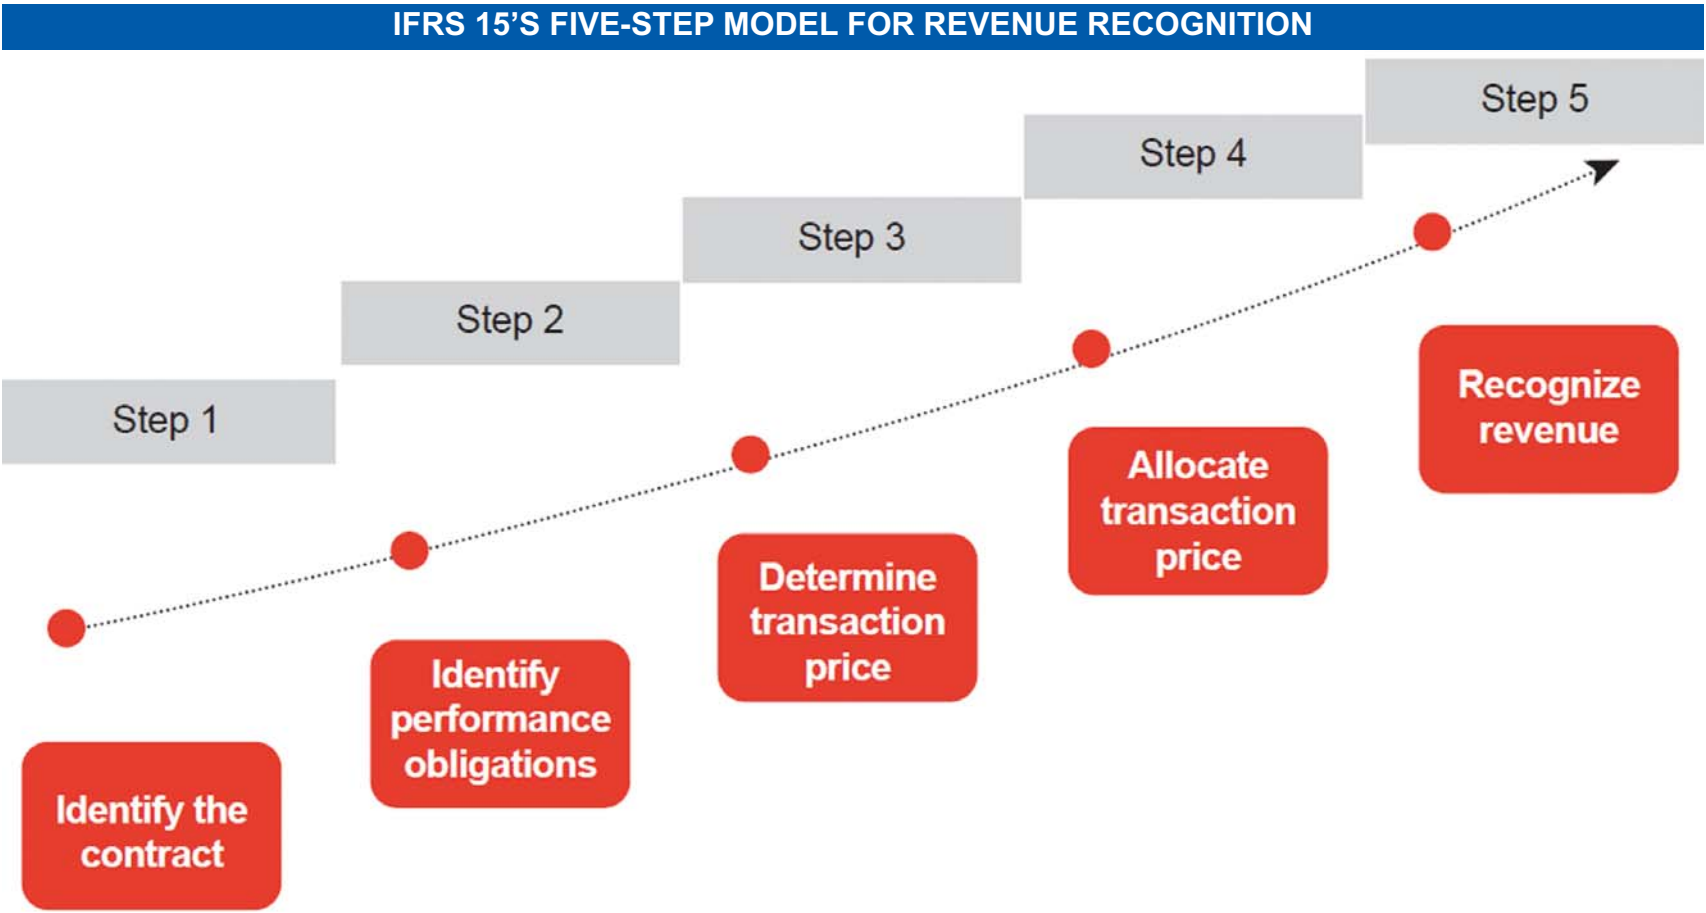 IFRS 15’S FIVE-STEP MODEL FOR REVENUE RECOGNITION
Step 1
Step 2
Step 3
Step 4
Step 5
Identify the
contract
Identify
performance
obligations
Determine
transaction
price
Allocate
transaction
price
Recognize
revenue